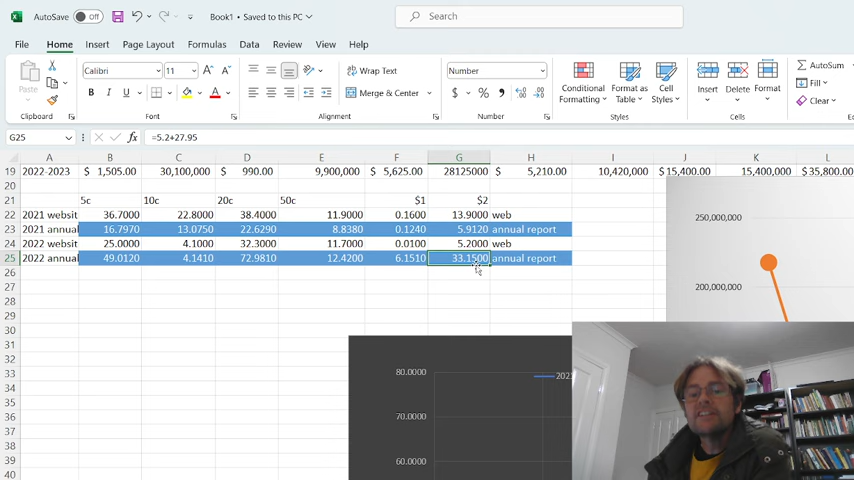 AutoSave Off Book1 • Saved to this PC Search
File Home Insert Page Layout Formulas Data Review View Help
Paste Calibri 11 A A Wrap Text Number Conditional Formatting Format as Table Cell Styles Insert Delete Format AutoSum
B I U A Merge & Center $ % Fill
Clear
Clipboard Font Alignment Number Styles Cells
G25 fx =5.2+27.95
A B C D E F G H I J K L
19 2022-2023 $ 1,505.00 30,100,000 $ 990.00 9,900,000 $ 5,625.00 28125000 $ 5,210.00 10,420,000 $15,400.00 15,400,000 $35,800.00
20
21 5c 10c 20c 50c $1 $2
22 2021 websit 36.7000 22.8000 38.4000 11.9000 0.1600 13.9000 web
23 2021 annual 16.7970 13.0750 22.6290 8.8380 0.1240 5.9120 annual report
24 2022 websit 25.0000 4.1000 32.3000 11.7000 0.0100 5.2000 web
25 2022 annual 49.0120 4.1410 72.9810 12.4200 6.1510 33.1500 annual report
26
27
28
29
30
31
32
33
34
35
36
37
38
39
40
250,000,000
200,000,000
80.0000
2021
70.0000
60.0000